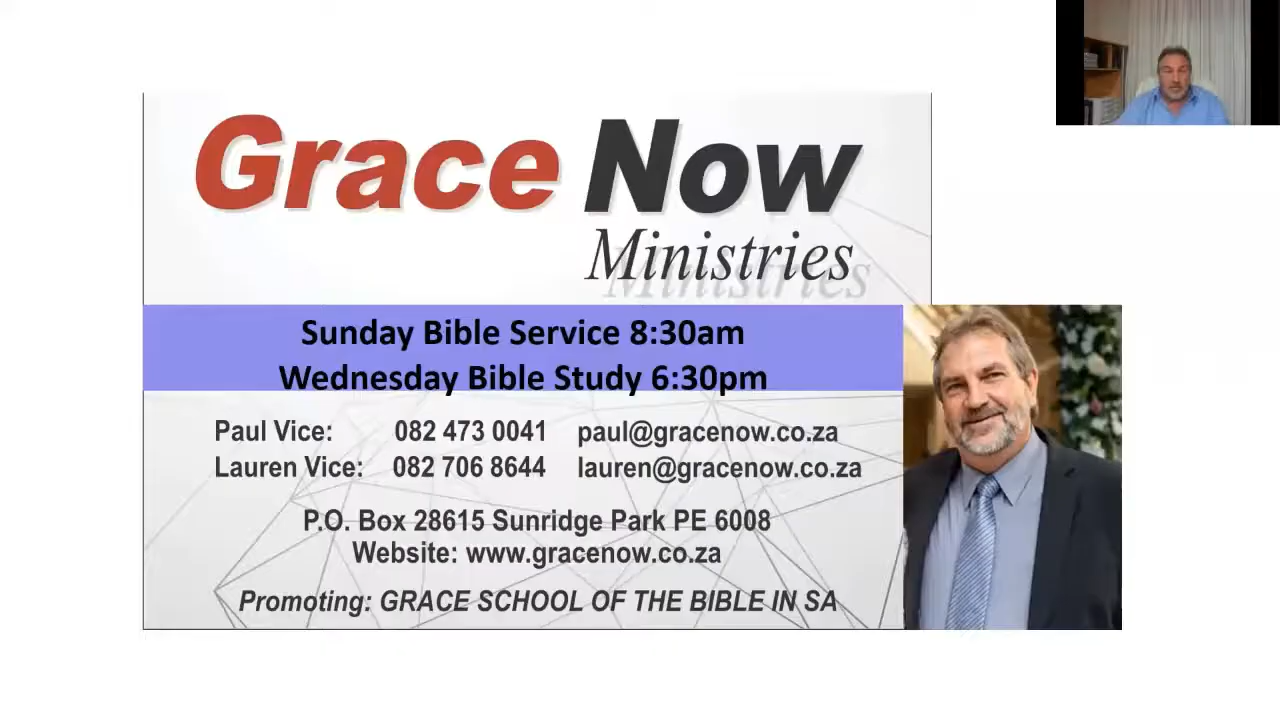 Grace Now
Ministries
Sunday Bible Service 8:30am
Wednesday Bible Study 6:30pm
Paul Vice: 082 473 0041 paul@gracenow.co.za
Lauren Vice: 082 706 8644 lauren@gracenow.co.za
P.O. Box 28615 Sunridge Park PE 6008
Website: www.gracenow.co.za
Promoting: GRACE SCHOOL OF THE BIBLE IN SA